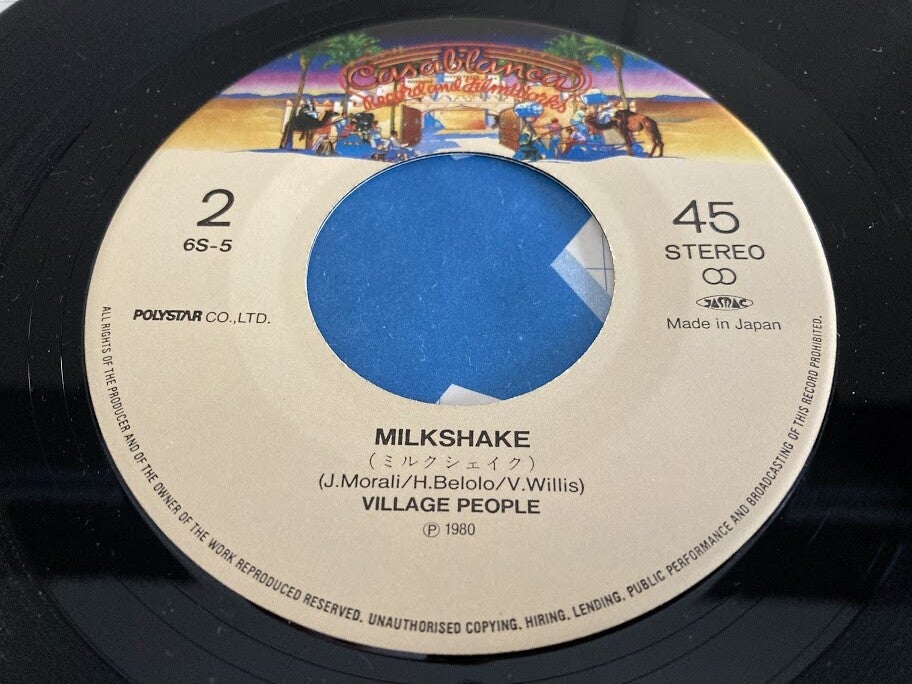 Casablanca
Record and FilmWorks
2
6S-5
45
STEREO
POLYSTAR CO.,LTD.
JASRAC
Made in Japan
MILKSHAKE
(ミルクシェイク)
(J.Morali/H.Belolo/V.Willis)
VILLAGE PEOPLE
Ⓟ 1980
ALL RIGHTS OF THE PRODUCER AND OF THE OWNER OF THE WORK REPRODUCED RESERVED. UNAUTHORISED COPYING, HIRING, LENDING, PUBLIC PERFORMANCE AND BROADCASTING OF THIS RECORD PROHIBITED.